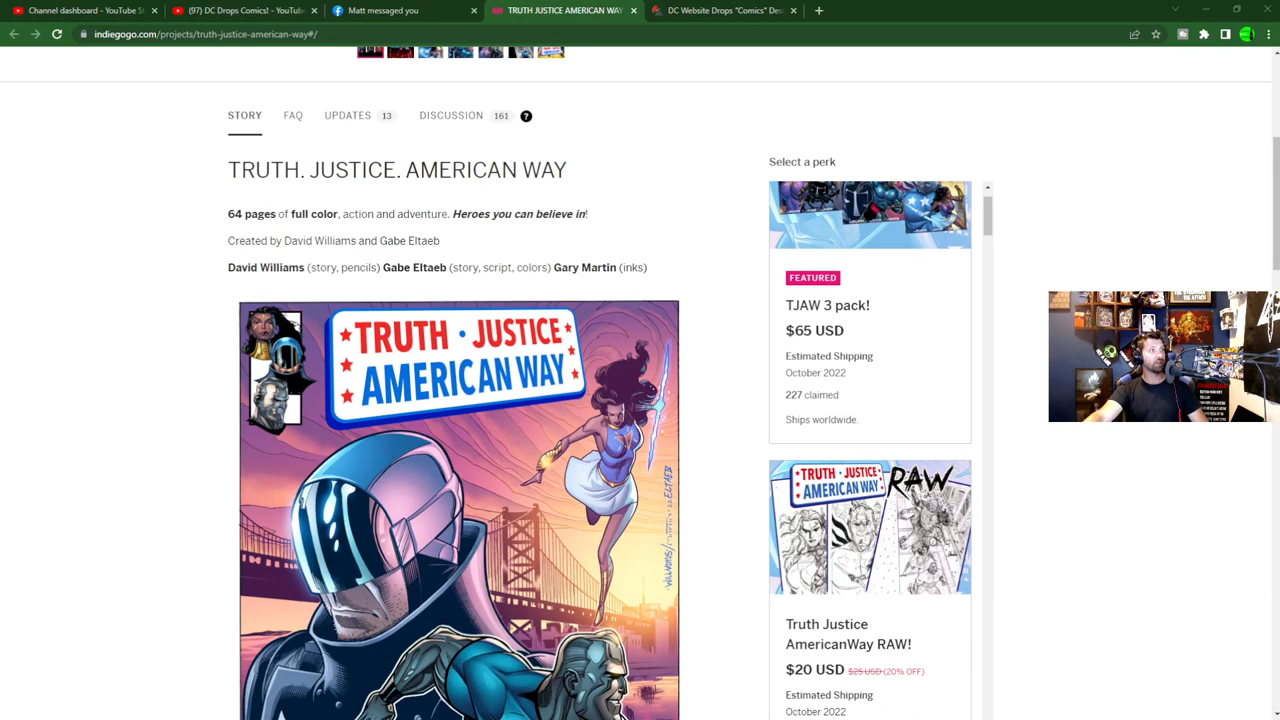 Channel dashboard - YouTube St
(97) DC Drops Comics! - YouTube
Matt messaged you
TRUTH JUSTICE AMERICAN WAY
DC Website Drops "Comics" Des
indiegogo.com/projects/truth-justice-american-way#/
STORY
FAQ
UPDATES 13
DISCUSSION 161 ?
TRUTH. JUSTICE. AMERICAN WAY
64 pages of full color, action and adventure. Heroes you can believe in!
Created by David Williams and Gabe Eltaeb
David Williams (story, pencils) Gabe Eltaeb (story, script, colors) Gary Martin (inks)
TRUTH · JUSTICE
AMERICAN WAY
Select a perk
FEATURED
TJAW 3 pack!
$65 USD
Estimated Shipping
October 2022
227 claimed
Ships worldwide.
TRUTH · JUSTICE
AMERICAN WAY
RAW
Truth Justice
AmericanWay RAW!
$20 USD $25 USD (20% OFF)
Estimated Shipping
October 2022